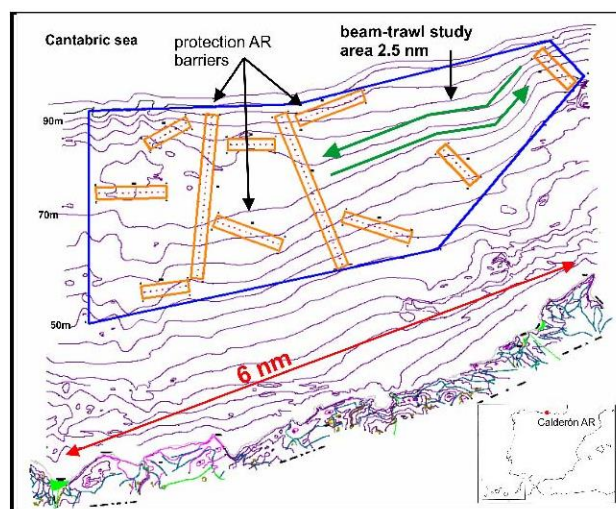 Cantabric sea
protection AR
barriers
beam-trawl study
area 2.5 nm
90m
70m
50m
6 nm
Calderón AR